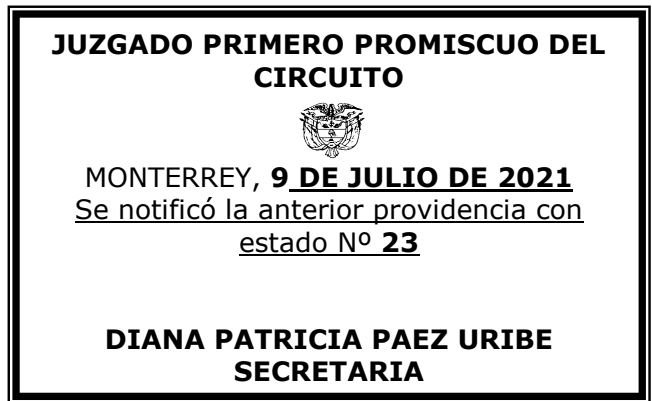 JUZGADO PRIMERO PROMISCUO DEL
CIRCUITO
MONTERREY, 9 DE JULIO DE 2021
Se notificó la anterior providencia con
estado Nº 23
DIANA PATRICIA PAEZ URIBE
SECRETARIA